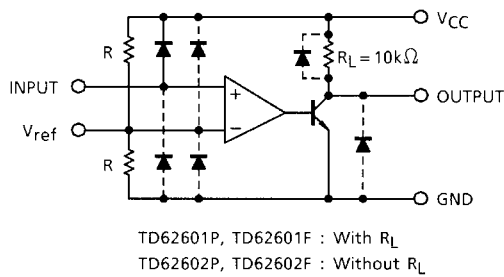 VCC
R
RL = 10kΩ
INPUT
+
OUTPUT
Vref
−
R
GND
TD62601P, TD62601F : With RL
TD62602P, TD62602F : Without RL